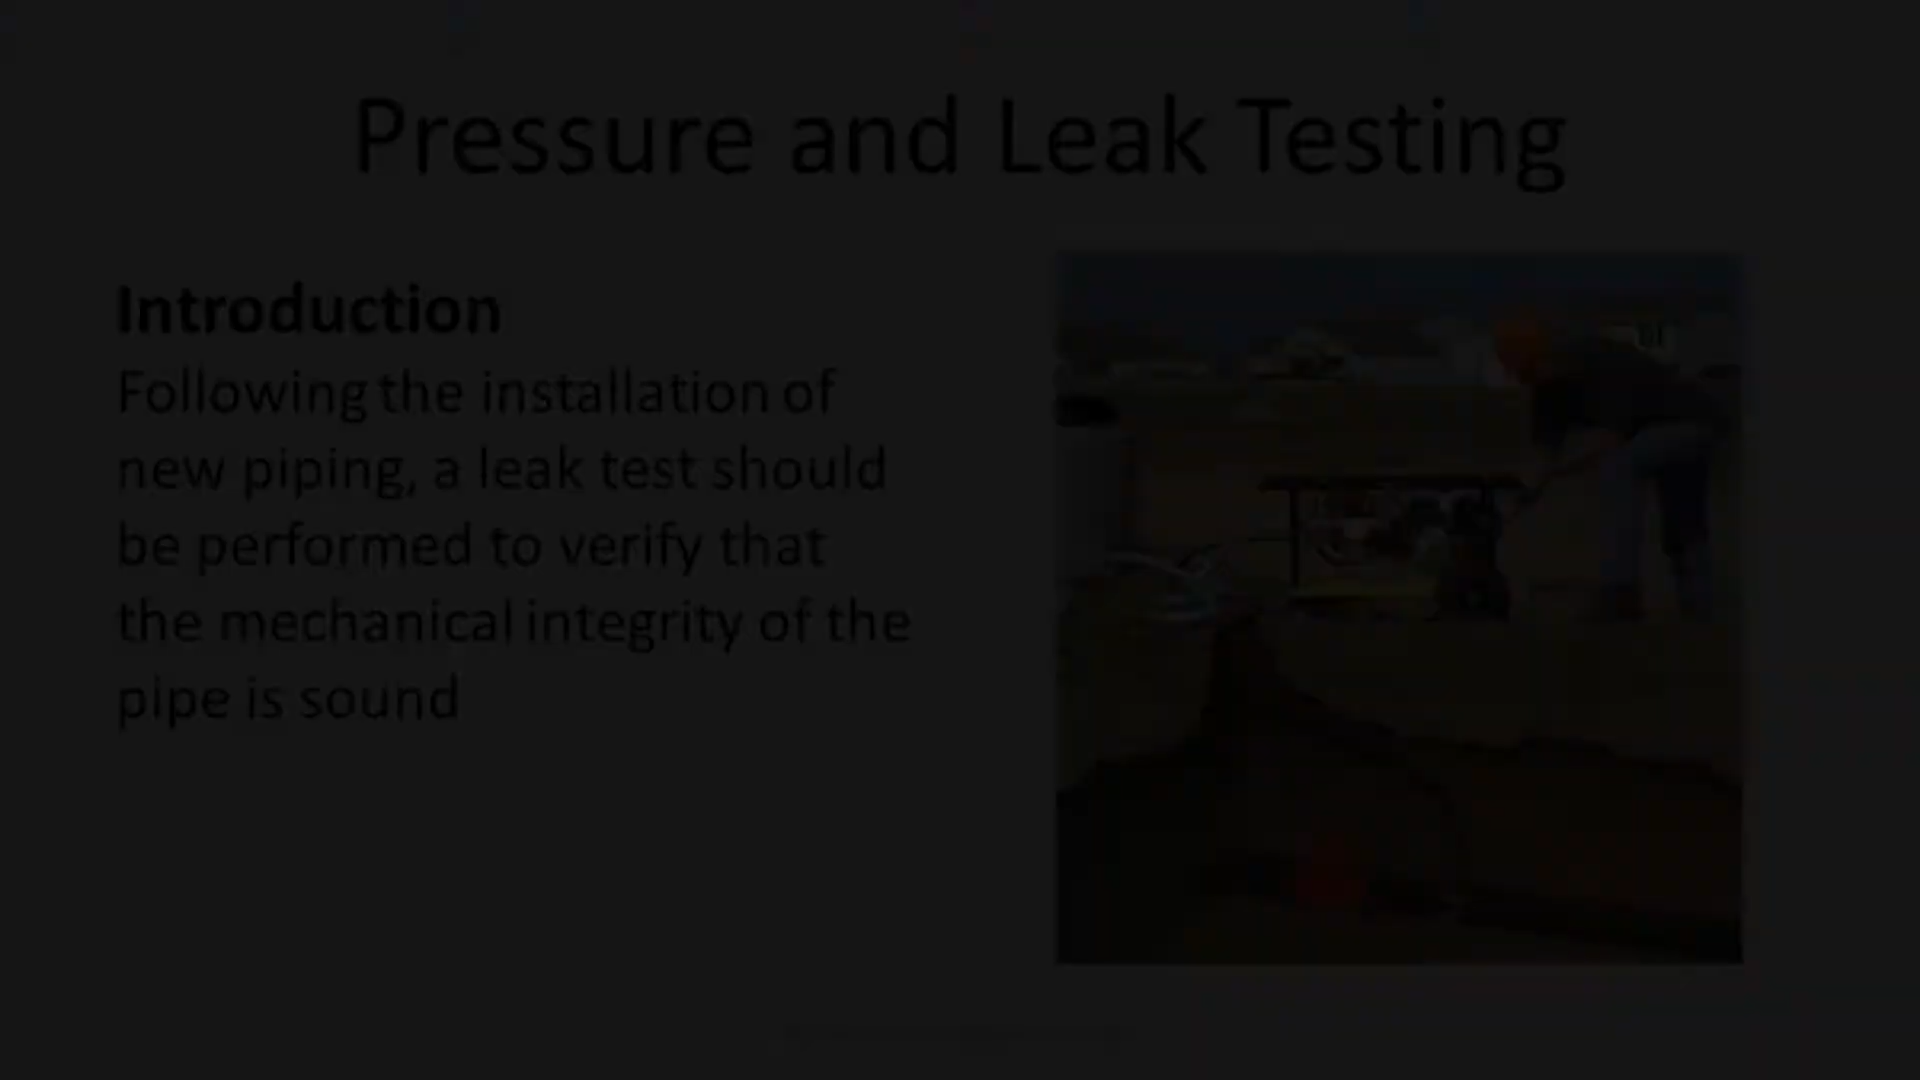 Pressure and Leak Testing
Introduction
Following the installation of
new piping, a leak test should
be performed to verify that
the mechanical integrity of the
pipe is sound